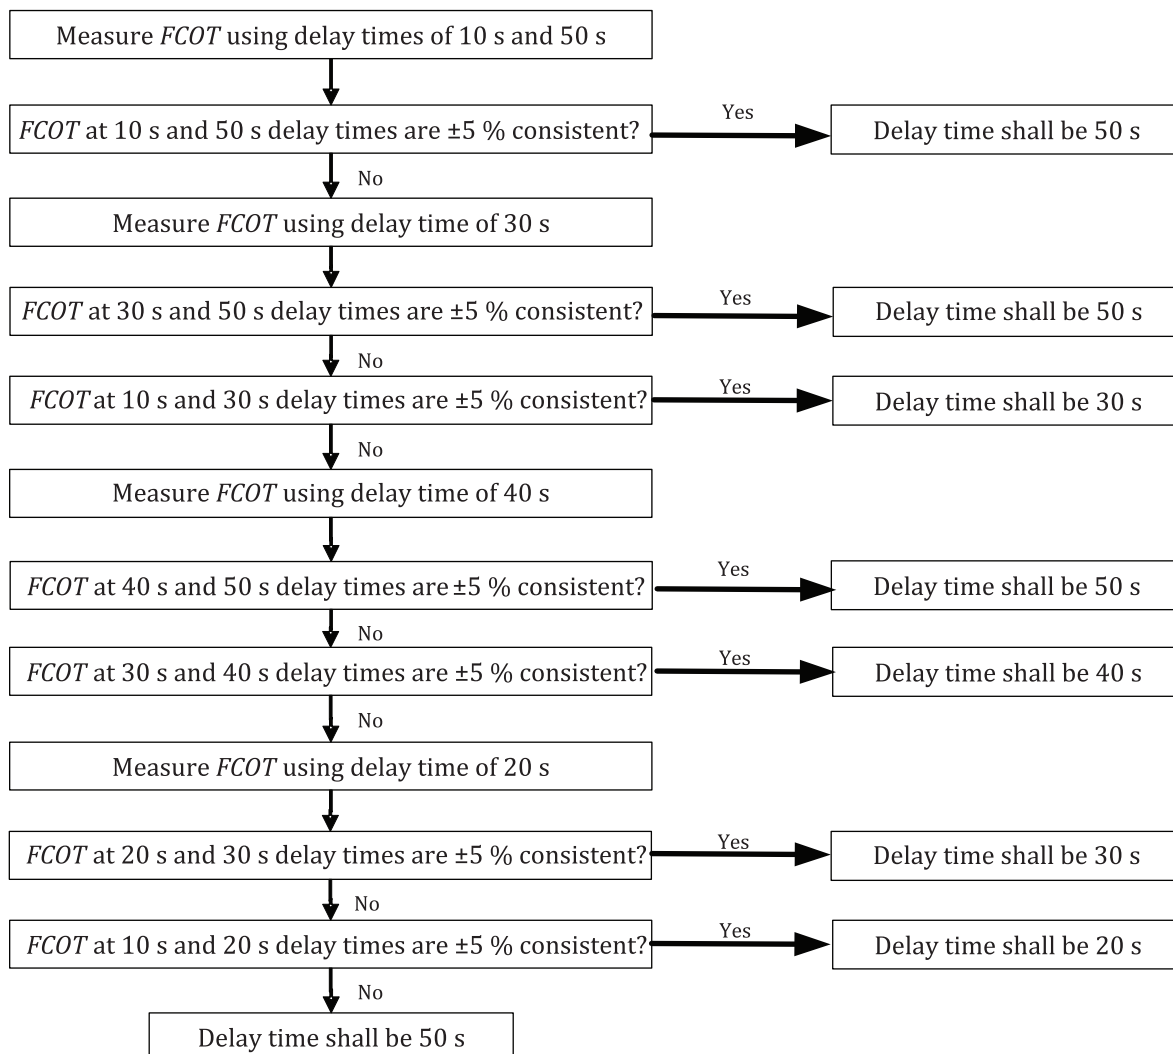 Measure FCOT using delay times of 10 s and 50 s
FCOT at 10 s and 50 s delay times are ±5 % consistent?
Yes
Delay time shall be 50 s
No
Measure FCOT using delay time of 30 s
FCOT at 30 s and 50 s delay times are ±5 % consistent?
Yes
Delay time shall be 50 s
No
FCOT at 10 s and 30 s delay times are ±5 % consistent?
Yes
Delay time shall be 30 s
No
Measure FCOT using delay time of 40 s
FCOT at 40 s and 50 s delay times are ±5 % consistent?
Yes
Delay time shall be 50 s
No
FCOT at 30 s and 40 s delay times are ±5 % consistent?
Yes
Delay time shall be 40 s
No
Measure FCOT using delay time of 20 s
FCOT at 20 s and 30 s delay times are ±5 % consistent?
Yes
Delay time shall be 30 s
No
FCOT at 10 s and 20 s delay times are ±5 % consistent?
Yes
Delay time shall be 20 s
No
Delay time shall be 50 s